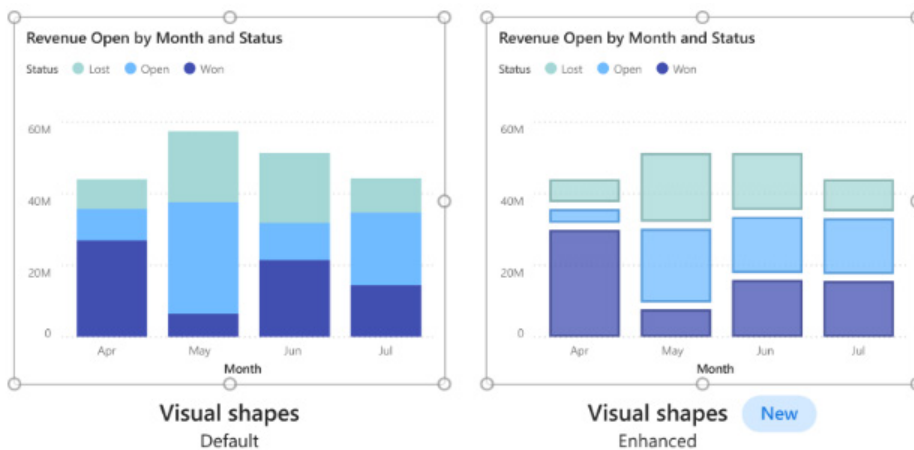 Revenue Open by Month and Status
Status Lost Open Won
60M
40M
20M
0
Apr May Jun Jul
Month
Visual shapes
Default
Revenue Open by Month and Status
Status Lost Open Won
60M
40M
20M
0
Apr May Jun Jul
Month
Visual shapes New
Enhanced